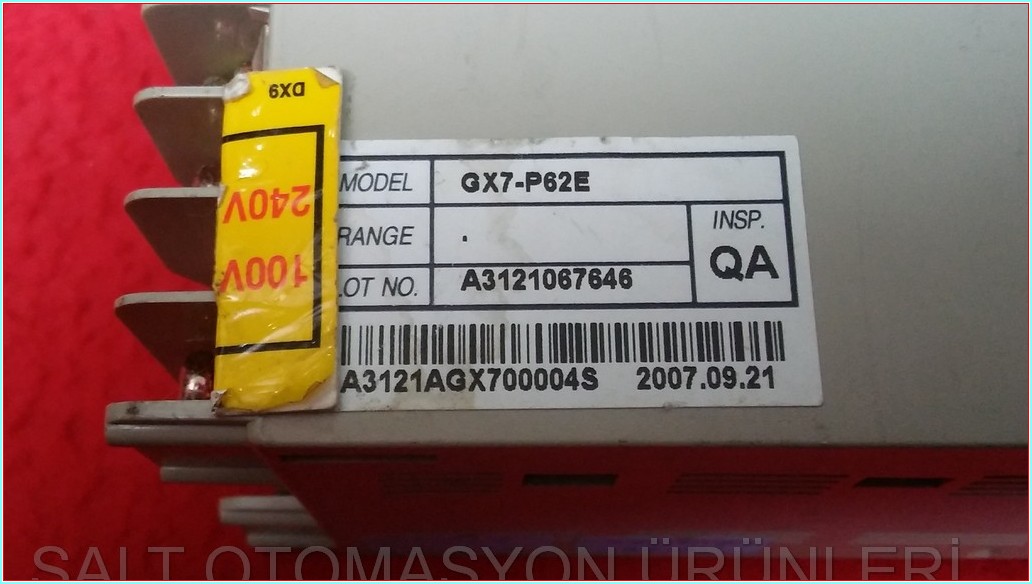 DX9
240V
100V
MODEL GX7-P62E
RANGE .
INSP.
QA
LOT NO. A3121067646
A3121AGX700004S 2007.09.21
SALT OTOMASYON ÜRÜNLERİ